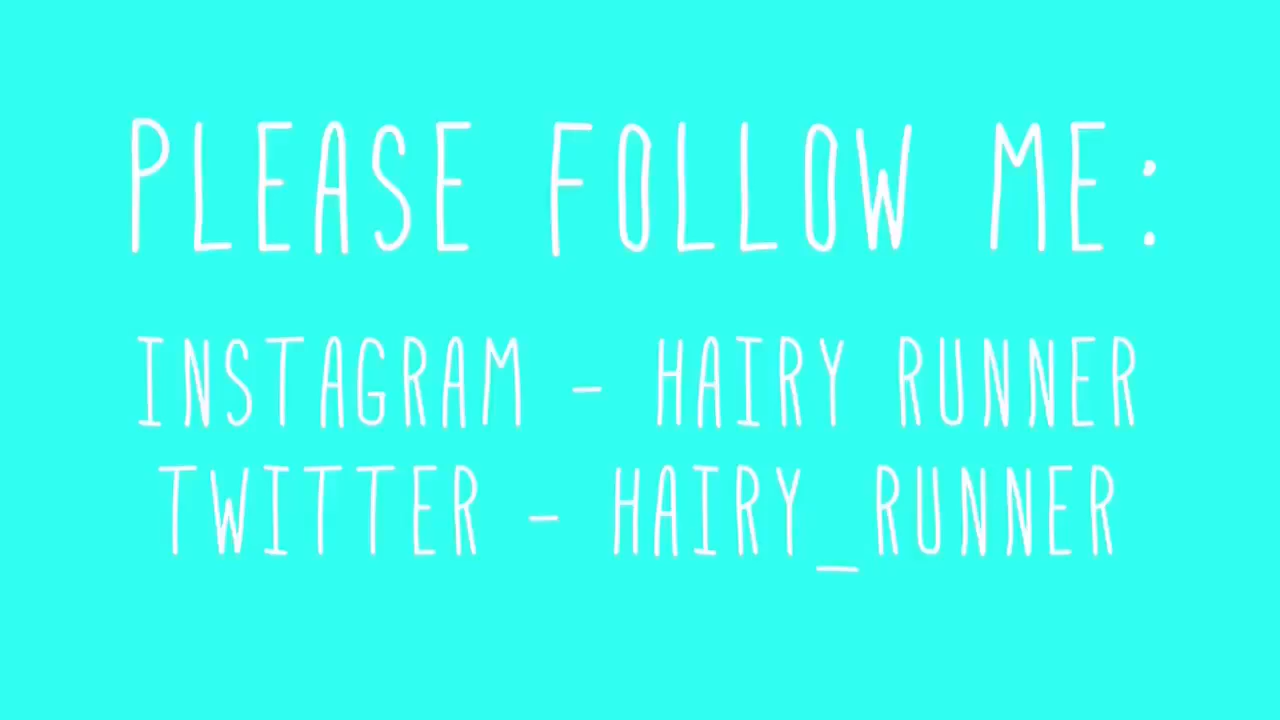 PLEASE FOLLOW ME:
INSTAGRAM - HAIRY RUNNER
TWITTER - HAIRY_RUNNER